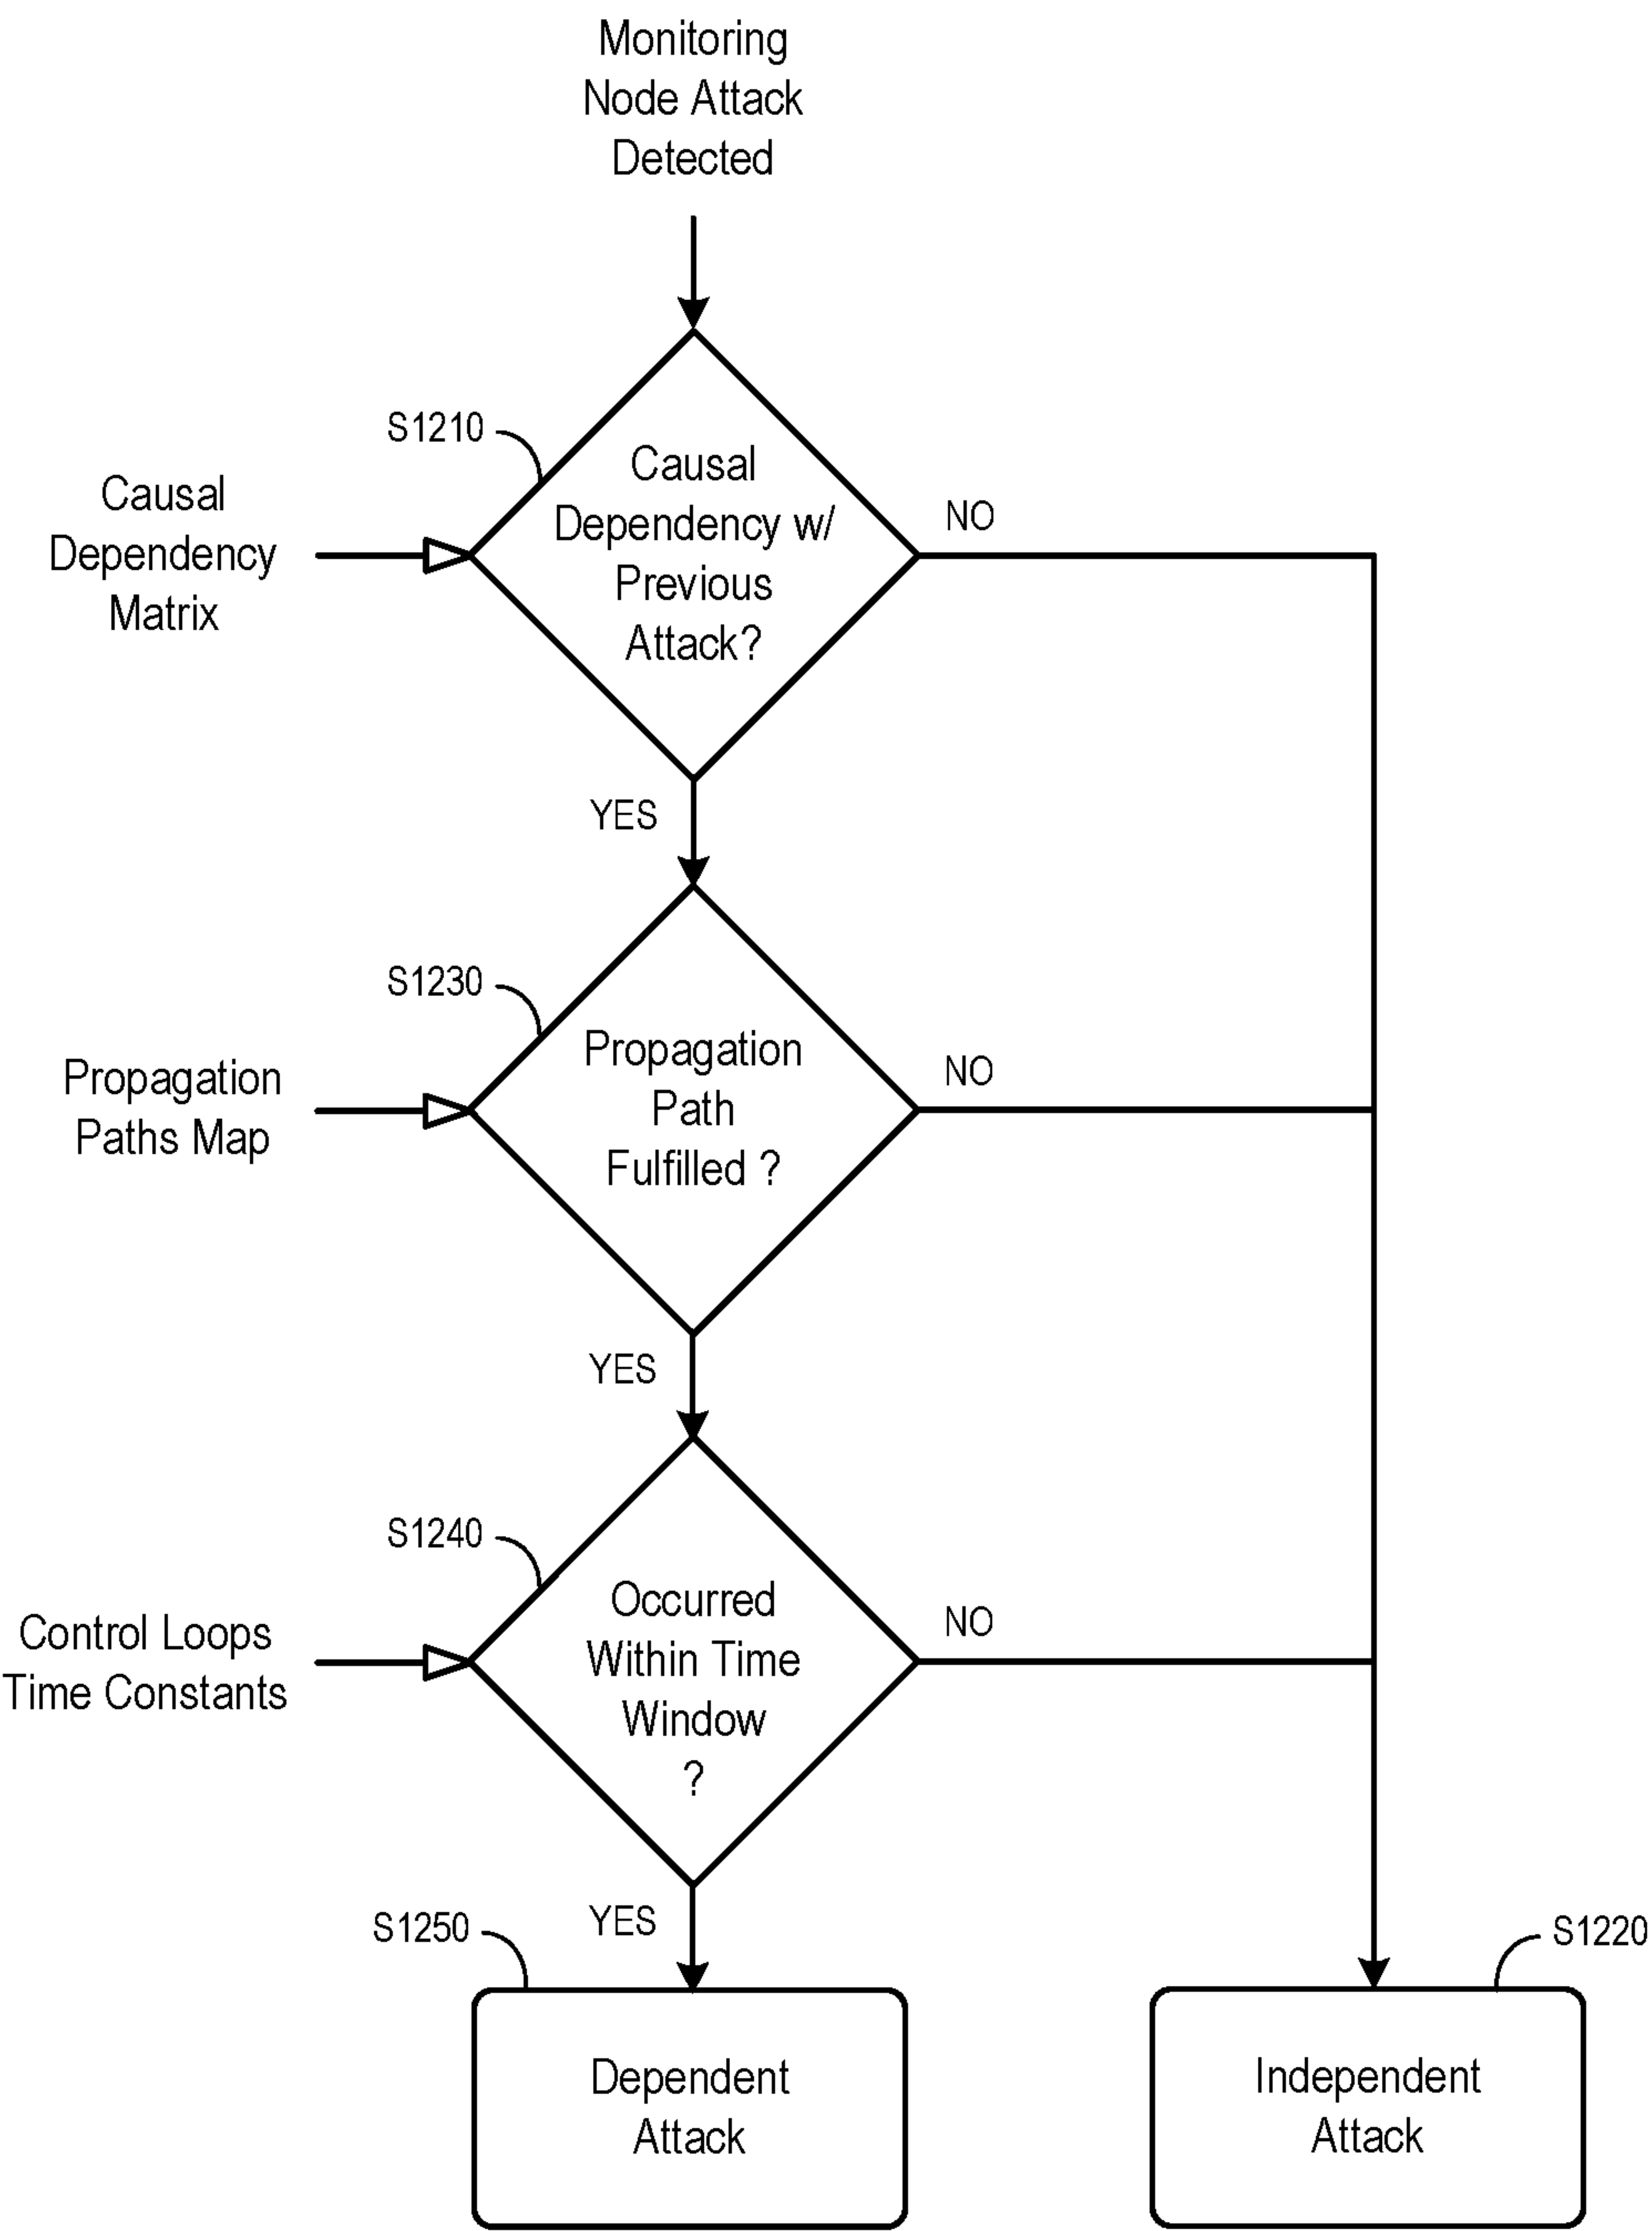 Monitoring
Node Attack
Detected
S1210
Causal
Dependency
Matrix
Causal
Dependency w/
Previous
Attack?
NO
YES
S1230
Propagation
Paths Map
Propagation
Path
Fulfilled ?
NO
YES
S1240
Control Loops
Time Constants
Occurred
Within Time
Window
?
NO
YES
S1250
S1220
Dependent
Attack
Independent
Attack